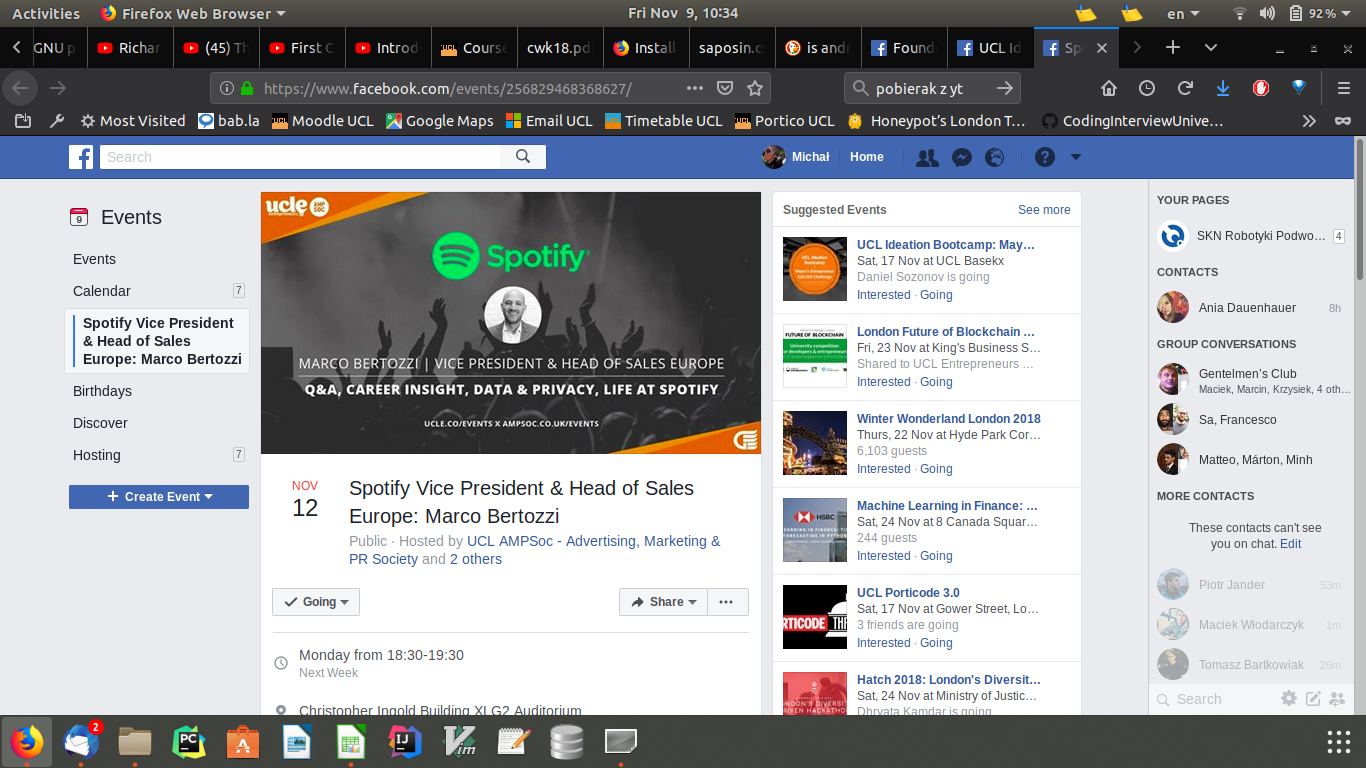 Activities
Firefox Web Browser
Fri Nov 9, 10:34
en
92 %
GNU p
Richar
(45) Th
First C
Introd
Course
cwk18.pd
Install
saposin.c
is andr
Found
UCL Id
Sp
https://www.facebook.com/events/256829468368627/
pobierak z yt
Most Visited
bab.la
Moodle UCL
Google Maps
Email UCL
Timetable UCL
Portico UCL
Honeypot's London T…
CodingInterviewUnive…
Search
Michał
Home
9
Events
Events
Calendar
7
Spotify Vice President
& Head of Sales
Europe: Marco Bertozzi
Birthdays
Discover
Hosting
7
Create Event
ucle
entrepreneurs
AMP
SOC
Spotify
MARCO BERTOZZI | VICE PRESIDENT & HEAD OF SALES EUROPE
Q&A, CAREER INSIGHT, DATA & PRIVACY, LIFE AT SPOTIFY
UCLE.CO/EVENTS X AMPSOC.CO.UK/EVENTS
NOV
12
Spotify Vice President & Head of Sales
Europe: Marco Bertozzi
Public · Hosted by UCL AMPSoc - Advertising, Marketing &
PR Society and 2 others
Going
Share
Monday from 18:30-19:30
Next Week
Christopher Ingold Building XLG2 Auditorium
Suggested Events
See more
UCL Ideation Bootcamp: May…
Sat, 17 Nov at UCL Basekx
Daniel Sozonov is going
Interested · Going
FUTURE OF BLOCKCHAIN
London Future of Blockchain …
Fri, 23 Nov at King's Business S…
Shared to UCL Entrepreneurs …
Interested · Going
Winter Wonderland London 2018
Thurs, 22 Nov at Hyde Park Cor…
6,103 guests
Interested · Going
HSBC
Machine Learning in Finance: …
Sat, 24 Nov at 8 Canada Squar…
244 guests
Interested · Going
RTICODE THR
UCL Porticode 3.0
Sat, 17 Nov at Gower Street, Lo…
3 friends are going
Interested · Going
Hatch 2018: London's Diversit…
Sat, 24 Nov at Ministry of Justic…
Dhrvata Kamdar is going
YOUR PAGES
SKN Robotyki Podwo…
4
CONTACTS
Ania Dauenhauer
8h
GROUP CONVERSATIONS
Gentelmen's Club
Maciek, Marcin, Krzysiek, 4 oth…
Sa, Francesco
Matteo, Márton, Minh
MORE CONTACTS
These contacts can't see
you on chat. Edit
Piotr Jander
53m
Maciek Włodarczyk
1m
Tomasz Bartkowiak
26m
Search
2
PC
IJ
Vim